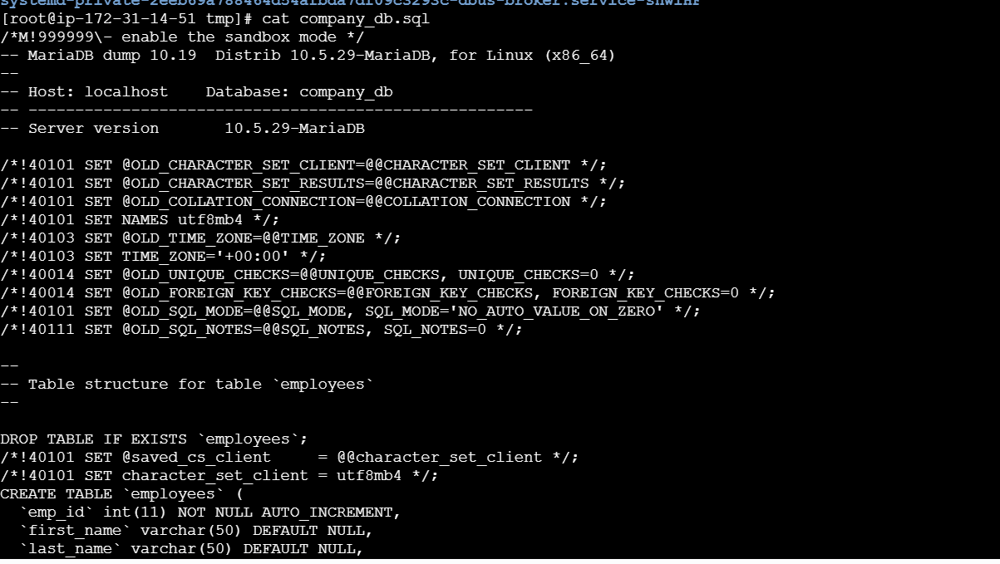 [root@ip-172-31-14-51 tmp]# cat company_db.sql
/*M!999999\- enable the sandbox mode */
-- MariaDB dump 10.19  Distrib 10.5.29-MariaDB, for Linux (x86_64)
--
-- Host: localhost    Database: company_db
-- ------------------------------------------------------
-- Server version       10.5.29-MariaDB

/*!40101 SET @OLD_CHARACTER_SET_CLIENT=@@CHARACTER_SET_CLIENT */;
/*!40101 SET @OLD_CHARACTER_SET_RESULTS=@@CHARACTER_SET_RESULTS */;
/*!40101 SET @OLD_COLLATION_CONNECTION=@@COLLATION_CONNECTION */;
/*!40101 SET NAMES utf8mb4 */;
/*!40103 SET @OLD_TIME_ZONE=@@TIME_ZONE */;
/*!40103 SET TIME_ZONE='+00:00' */;
/*!40014 SET @OLD_UNIQUE_CHECKS=@@UNIQUE_CHECKS, UNIQUE_CHECKS=0 */;
/*!40014 SET @OLD_FOREIGN_KEY_CHECKS=@@FOREIGN_KEY_CHECKS, FOREIGN_KEY_CHECKS=0 */;
/*!40101 SET @OLD_SQL_MODE=@@SQL_MODE, SQL_MODE='NO_AUTO_VALUE_ON_ZERO' */;
/*!40111 SET @OLD_SQL_NOTES=@@SQL_NOTES, SQL_NOTES=0 */;

--
-- Table structure for table `employees`
--

DROP TABLE IF EXISTS `employees`;
/*!40101 SET @saved_cs_client     = @@character_set_client */;
/*!40101 SET character_set_client = utf8mb4 */;
CREATE TABLE `employees` (
  `emp_id` int(11) NOT NULL AUTO_INCREMENT,
  `first_name` varchar(50) DEFAULT NULL,
  `last_name` varchar(50) DEFAULT NULL,